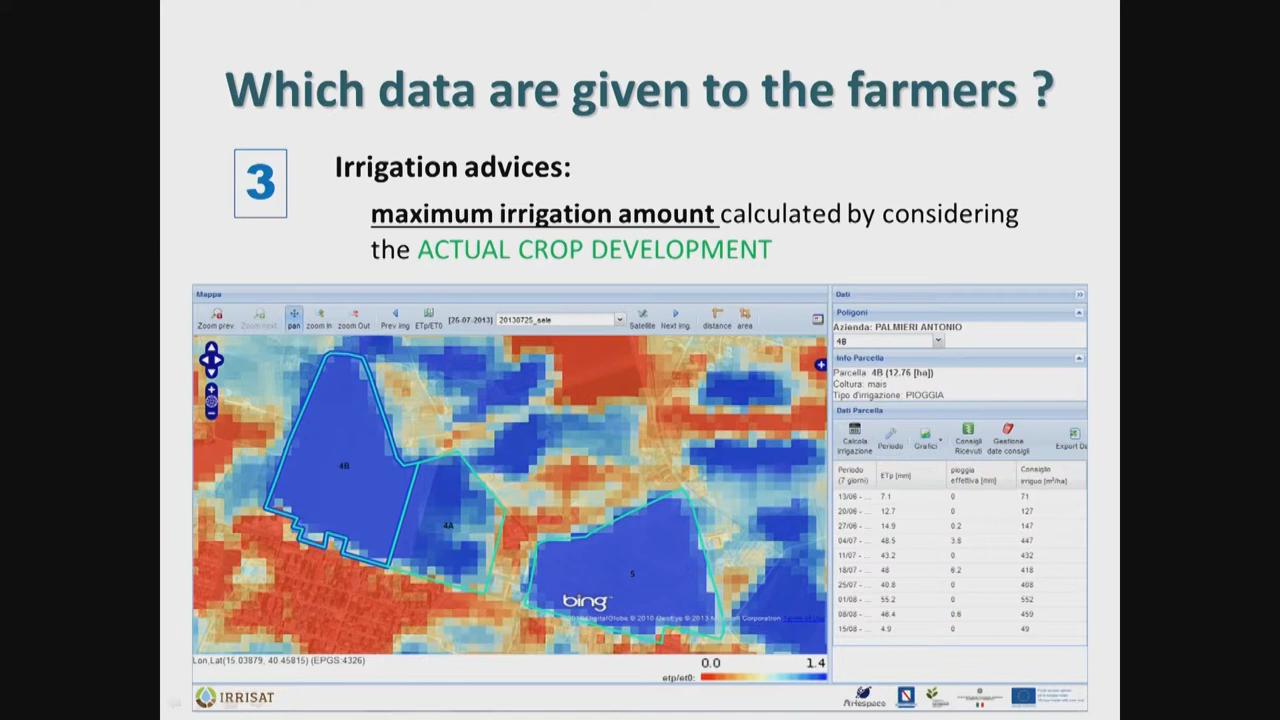 Which data are given to the farmers ?
3
Irrigation advices:
maximum irrigation amount calculated by considering
the ACTUAL CROP DEVELOPMENT
Mappa
Zoom prev. Zoom next pan zoom in zoom Out Prev img ETp/ET0 [26-07-2013] 20130725_sele Satellite Next img. distance area
4B
4A
5
bing
Lon,Lat(15.03879, 40.45815) (EPGS:4326)
0.0 1.4
etp/et0:
Dati
Poligoni
Azienda: PALMIERI ANTONIO
4B
Info Parcella
Parcella 4B (12.76 [ha])
Coltura: mais
Tipo d'irrigazione: PIOGGIA
Dati Parcella
Calcola Irrigazione Periodo Grafici Consigli Ricevuti Gestione date consigli Export
Periodo (7 giorni) ETp [mm] pioggia effettiva [mm] Consiglio irriguo [m³/ha]
13/06 - ... 7.1 0 71
20/06 - ... 12.7 0 127
27/06 - ... 14.9 0.2 147
04/07 - ... 48.5 3.8 447
11/07 - ... 43.2 0 432
18/07 - ... 48 6.2 418
25/07 - ... 40.8 0 408
01/08 - ... 55.2 0 552
08/08 - ... 46.4 0.6 459
15/08 - ... 4.9 0 49
IRRISAT
Ariespace